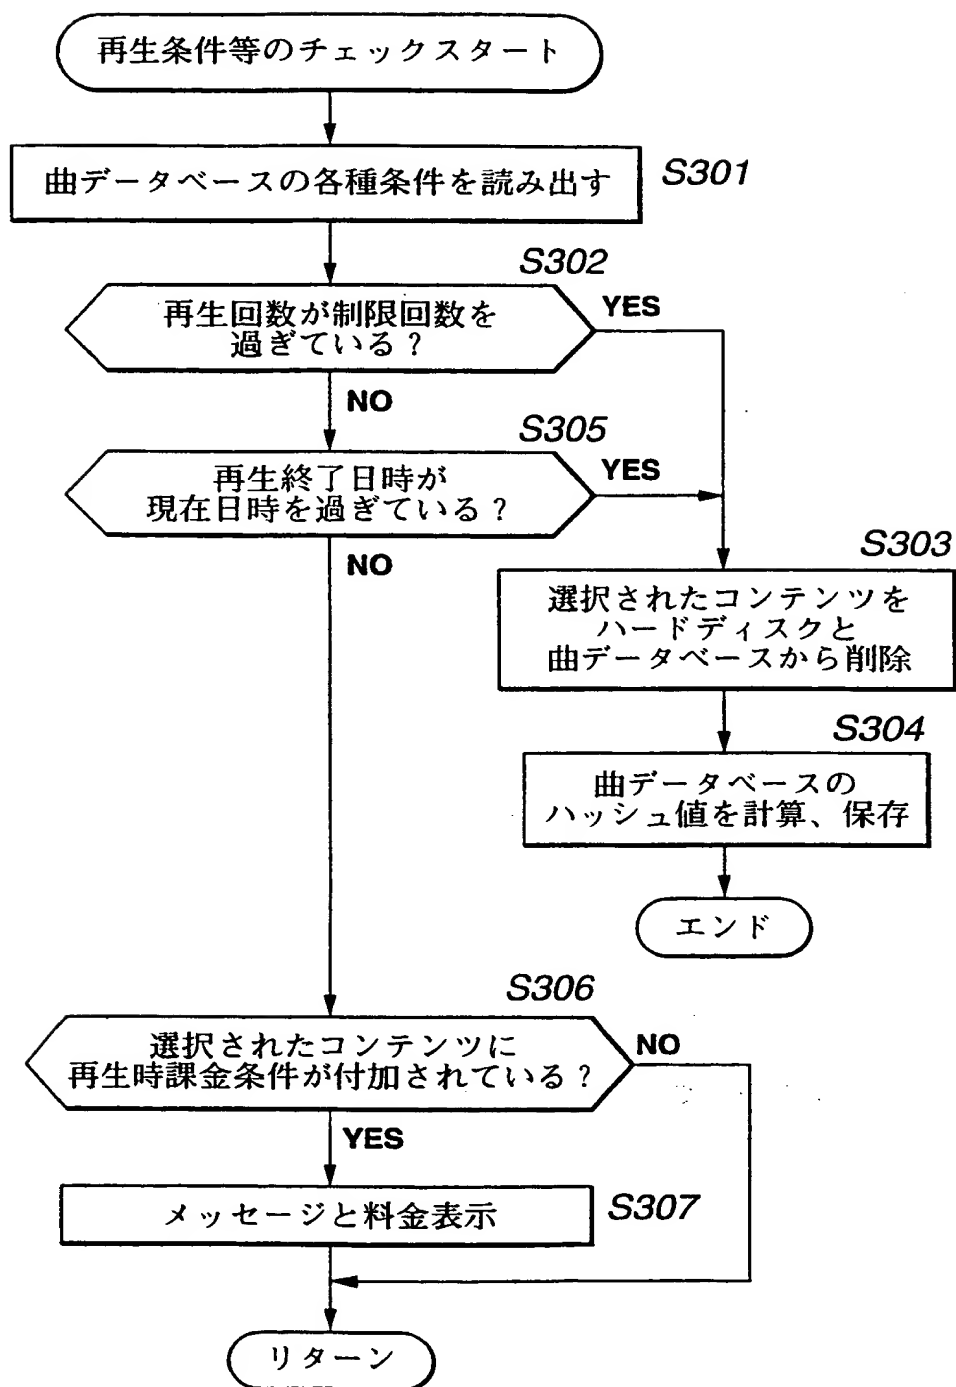 再生条件等のチェックスタート
曲データベースの各種条件を読み出す
S301
S302
再生回数が制限回数を
過ぎている？
YES
NO
S305
再生終了日時が
現在日時を過ぎている？
YES
NO
S303
選択されたコンテンツを
ハードディスクと
曲データベースから削除
S304
曲データベースの
ハッシュ値を計算、保存
エンド
S306
選択されたコンテンツに
再生時課金条件が付加されている？
NO
YES
メッセージと料金表示
S307
リターン